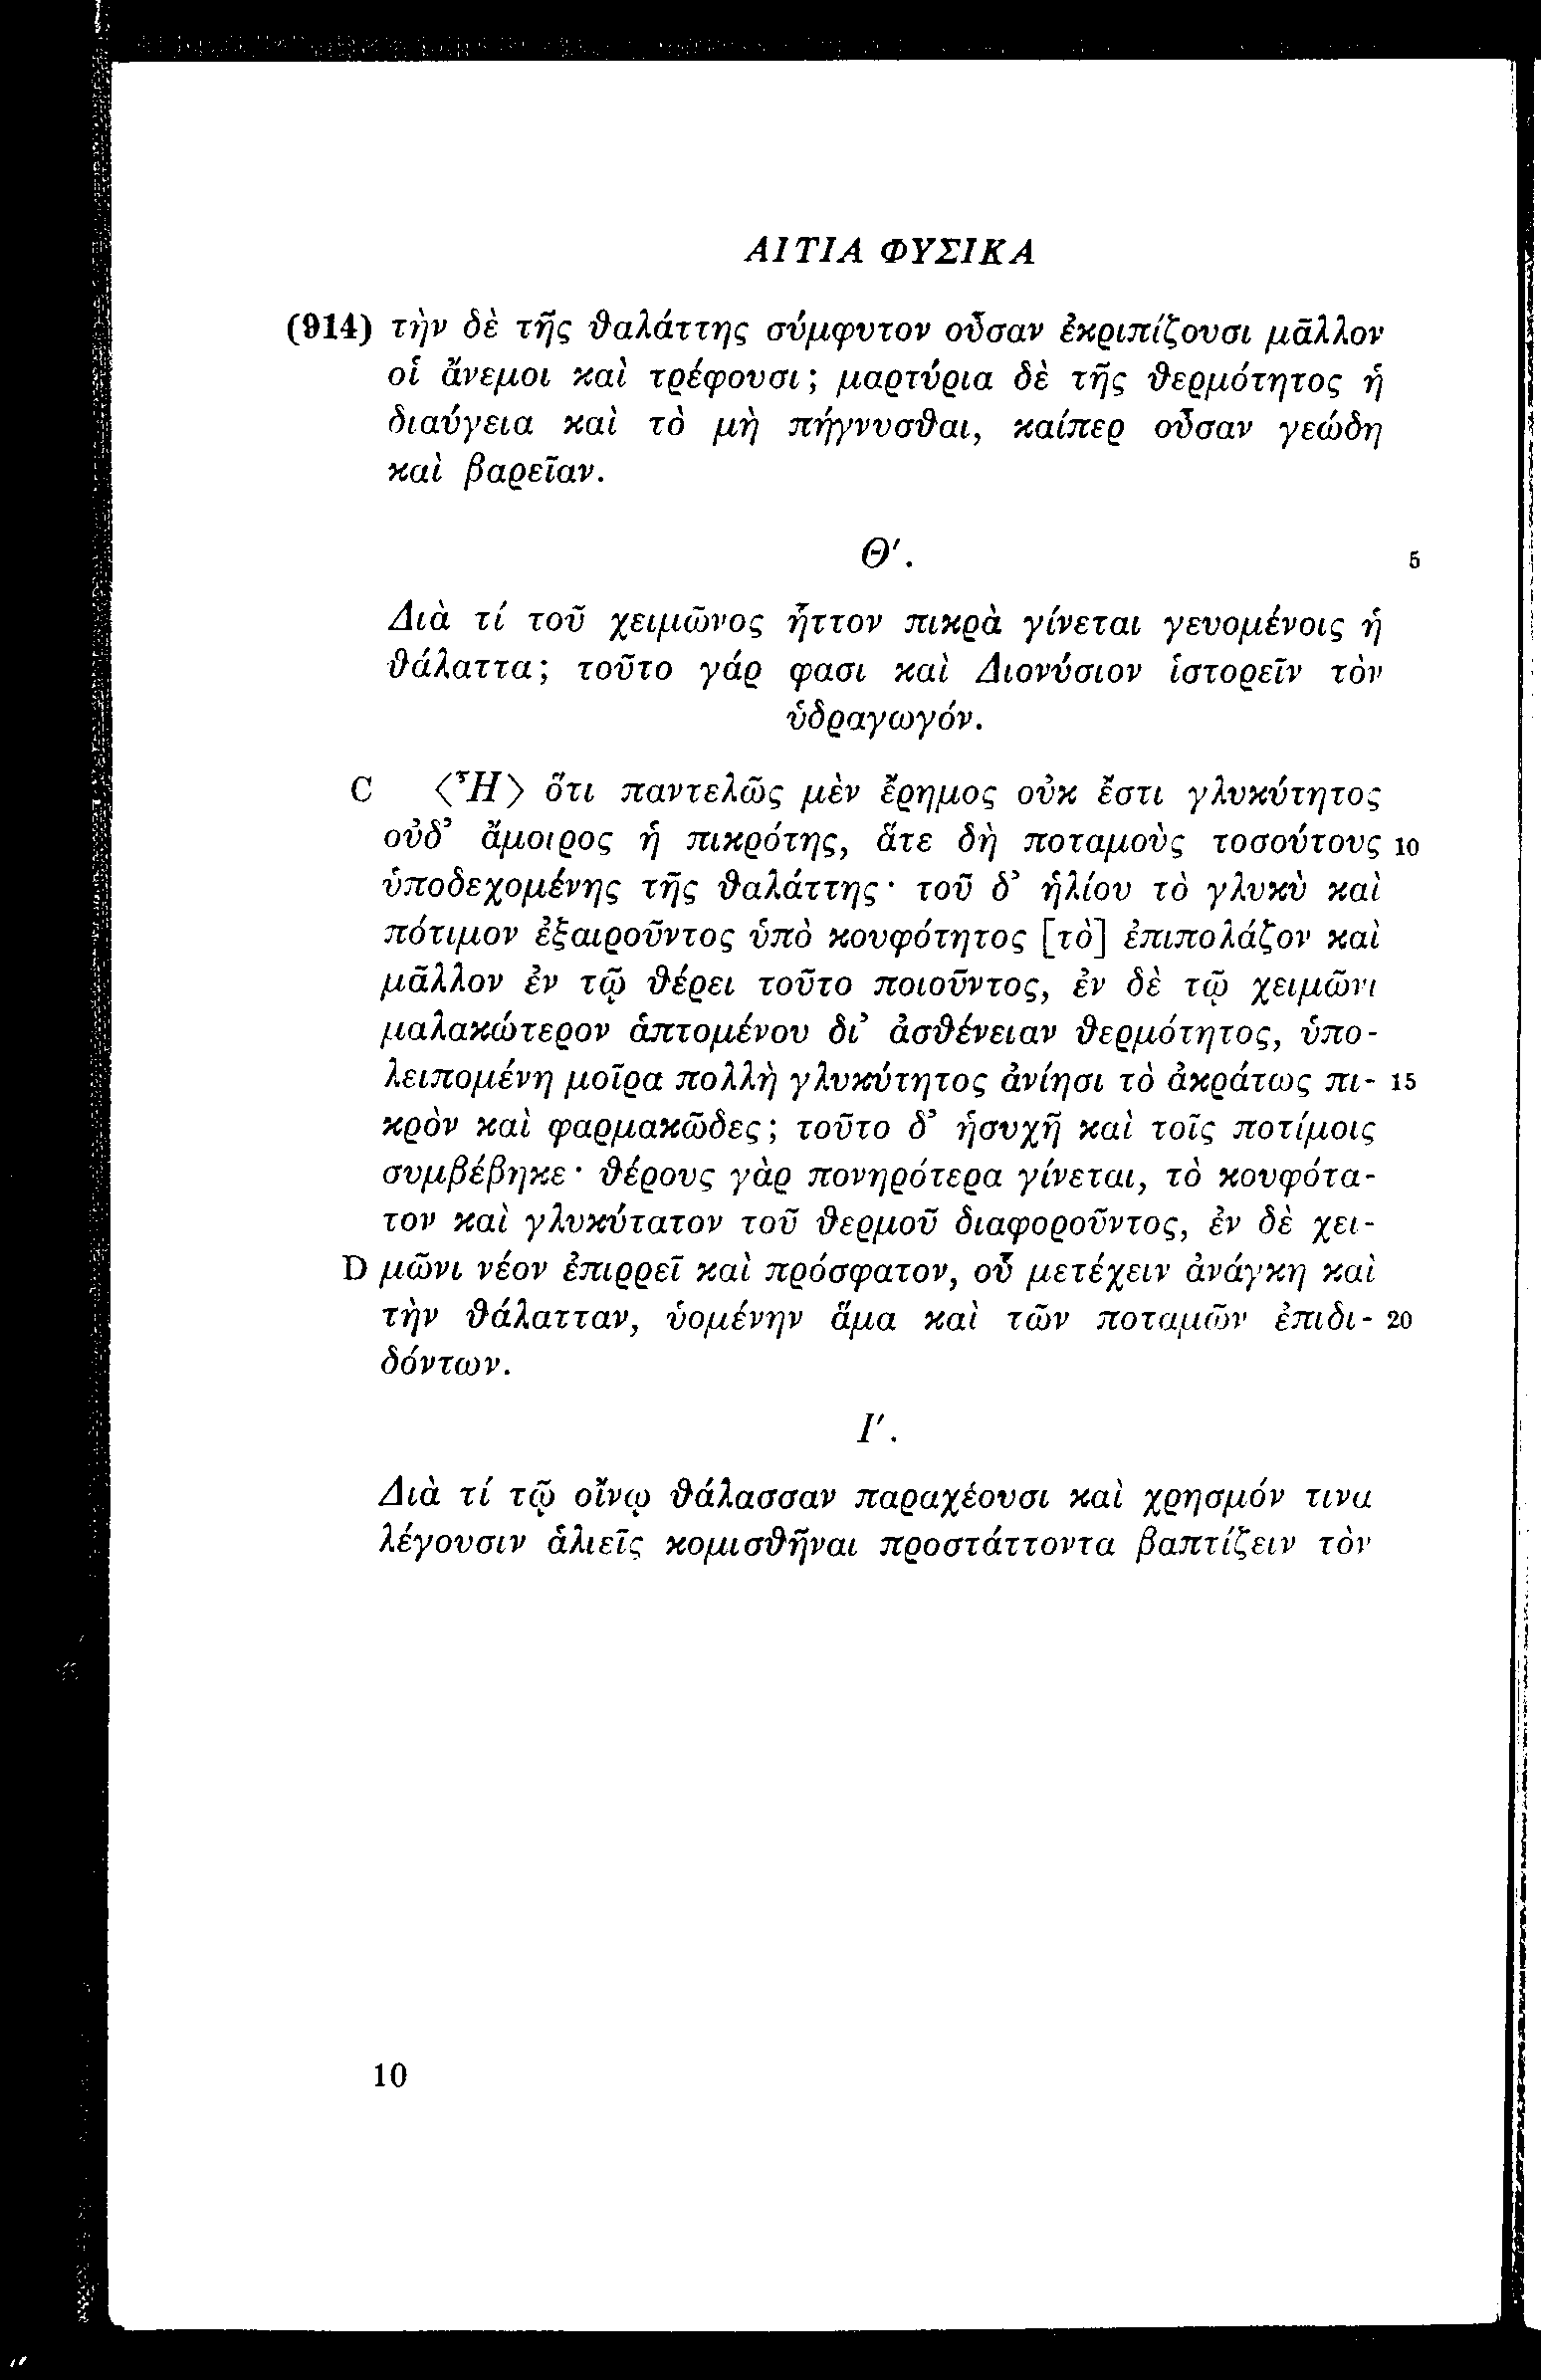 ΑΙΤΙΑ ΦΥΣΙΚΑ
(914) τὴν δὲ τῆς ϑαλάττης σύμφυτον οὖσαν ἐκριπίζουσι μᾶλλον
οἱ ἄνεμοι καὶ τρέφουσι; μαρτύρια δὲ τῆς ϑερμότητος ἡ
διαύγεια καὶ τὸ μὴ πήγνυσϑαι, καίπερ οὖσαν γεώδη
καὶ βαρεῖαν.
Θʹ. 5
Διὰ τί τοῦ χειμῶνος ἧττον πικρὰ γίνεται γευομένοις ἡ
ϑάλαττα; τοῦτο γάρ φασι καὶ Διονύσιον ἱστορεῖν τὸν
ὑδραγωγόν.
C 〈Ἦ〉 ὅτι παντελῶς μὲν ἔρημος οὐκ ἔστι γλυκύτητος
οὐδ’ ἄμοιρος ἡ πικρότης, ἅτε δὴ ποταμοὺς τοσούτους 10
ὑποδεχομένης τῆς ϑαλάττης· τοῦ δ’ ἡλίου τὸ γλυκὺ καὶ
πότιμον ἐξαιροῦντος ὑπὸ κουφότητος [τὸ] ἐπιπολάζον καὶ
μᾶλλον ἐν τῷ ϑέρει τοῦτο ποιοῦντος, ἐν δὲ τῷ χειμῶνι
μαλακώτερον ἁπτομένου δι’ ἀσϑένειαν ϑερμότητος, ὑπο-
λειπομένη μοῖρα πολλὴ γλυκύτητος ἀνίησι τὸ ἀκράτως πι- 15
κρὸν καὶ φαρμακῶδες; τοῦτο δ’ ἡσυχῆ καὶ τοῖς ποτίμοις
συμβέβηκε· ϑέρους γὰρ πονηρότερα γίνεται, τὸ κουφότα-
τον καὶ γλυκύτατον τοῦ ϑερμοῦ διαφοροῦντος, ἐν δὲ χει-
D μῶνι νέον ἐπιρρεῖ καὶ πρόσφατον, οὗ μετέχειν ἀνάγκη καὶ
τὴν ϑάλατταν, ὑομένην ἅμα καὶ τῶν ποταμῶν ἐπιδι- 20
δόντων.
Ιʹ.
Διὰ τί τῷ οἴνῳ ϑάλασσαν παραχέουσι καὶ χρησμόν τινα
λέγουσιν ἁλιεῖς κομισϑῆναι προστάττοντα βαπτίζειν τὸν
10